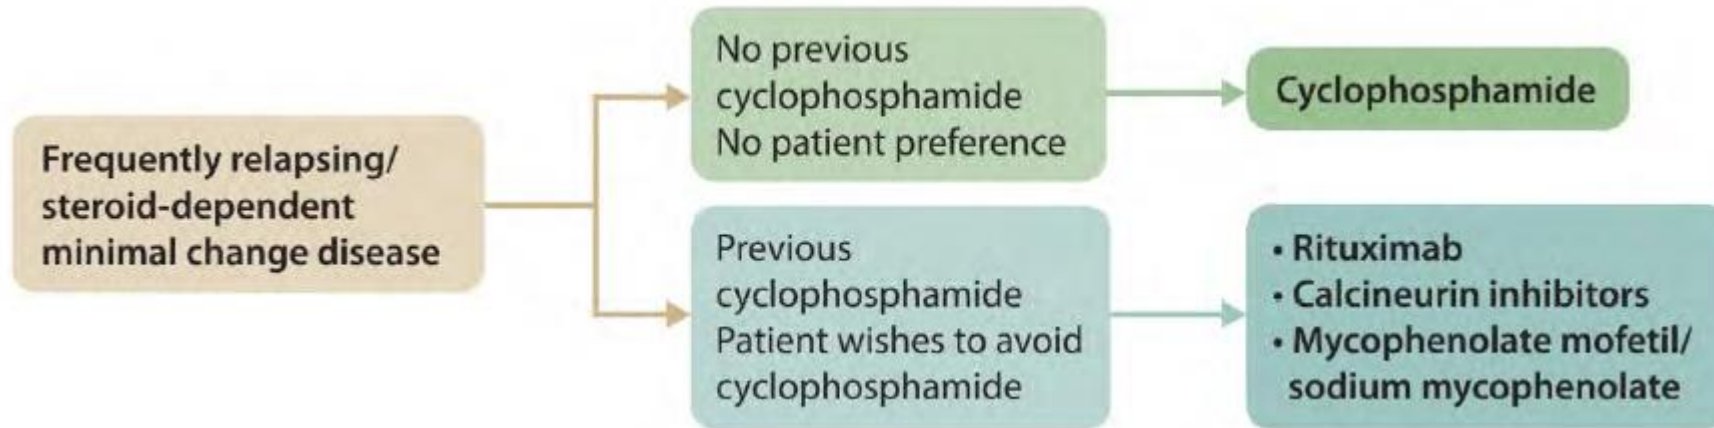 Frequently relapsing/
steroid-dependent
minimal change disease
No previous
cyclophosphamide
No patient preference
Cyclophosphamide
Previous
cyclophosphamide
Patient wishes to avoid
cyclophosphamide
• Rituximab
• Calcineurin inhibitors
• Mycophenolate mofetil/
sodium mycophenolate